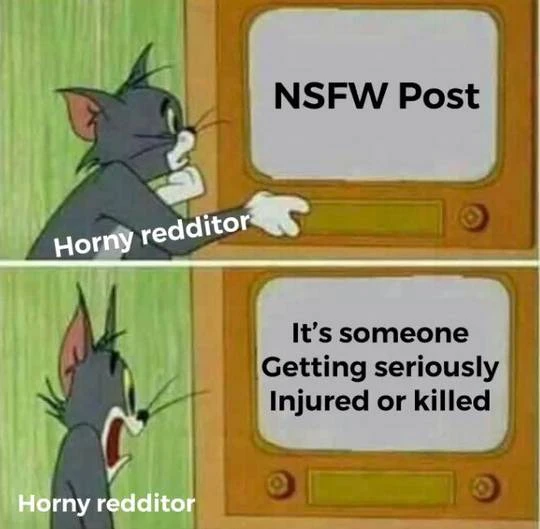 NSFW Post
Horny redditor
It's someone
Getting seriously
Injured or killed
Horny redditor